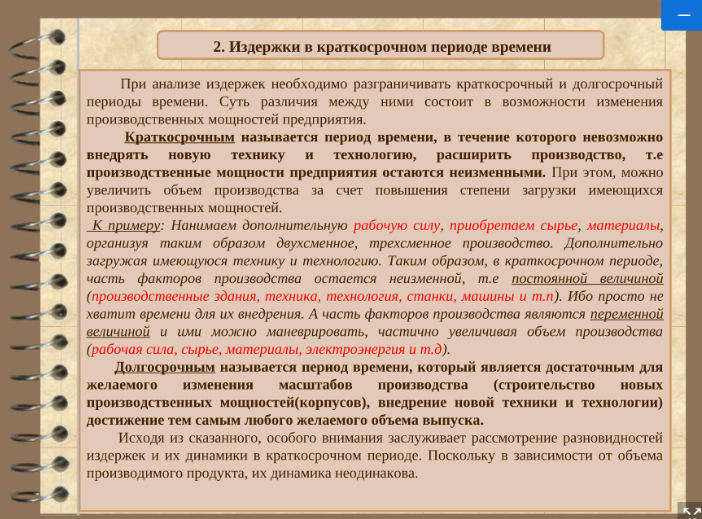 2. Издержки в краткосрочном периоде времени
При анализе издержек необходимо разграничивать краткосрочный и долгосрочный
периоды времени. Суть различия между ними состоит в возможности изменения
производственных мощностей предприятия.
Краткосрочным называется период времени, в течение которого невозможно
внедрять новую технику и технологию, расширить производство, т.е
производственные мощности предприятия остаются неизменными. При этом, можно
увеличить объем производства за счет повышения степени загрузки имеющихся
производственных мощностей.
К примеру: Нанимаем дополнительную рабочую силу, приобретаем сырье, материалы,
организуя таким образом двухсменное, трехсменное производство. Дополнительно
загружая имеющуюся технику и технологию. Таким образом, в краткосрочном периоде,
часть факторов производства остается неизменной, т.е постоянной величиной
(производственные здания, техника, технология, станки, машины и т.п). Ибо просто не
хватит времени для их внедрения. А часть факторов производства являются переменной
величиной и ими можно маневрировать, частично увеличивая объем производства
(рабочая сила, сырье, материалы, электроэнергия и т.д).
Долгосрочным называется период времени, который является достаточным для
желаемого изменения масштабов производства (строительство новых
производственных мощностей(корпусов), внедрение новой техники и технологии)
достижение тем самым любого желаемого объема выпуска.
Исходя из сказанного, особого внимания заслуживает рассмотрение разновидностей
издержек и их динамики в краткосрочном периоде. Поскольку в зависимости от объема
производимого продукта, их динамика неодинакова.